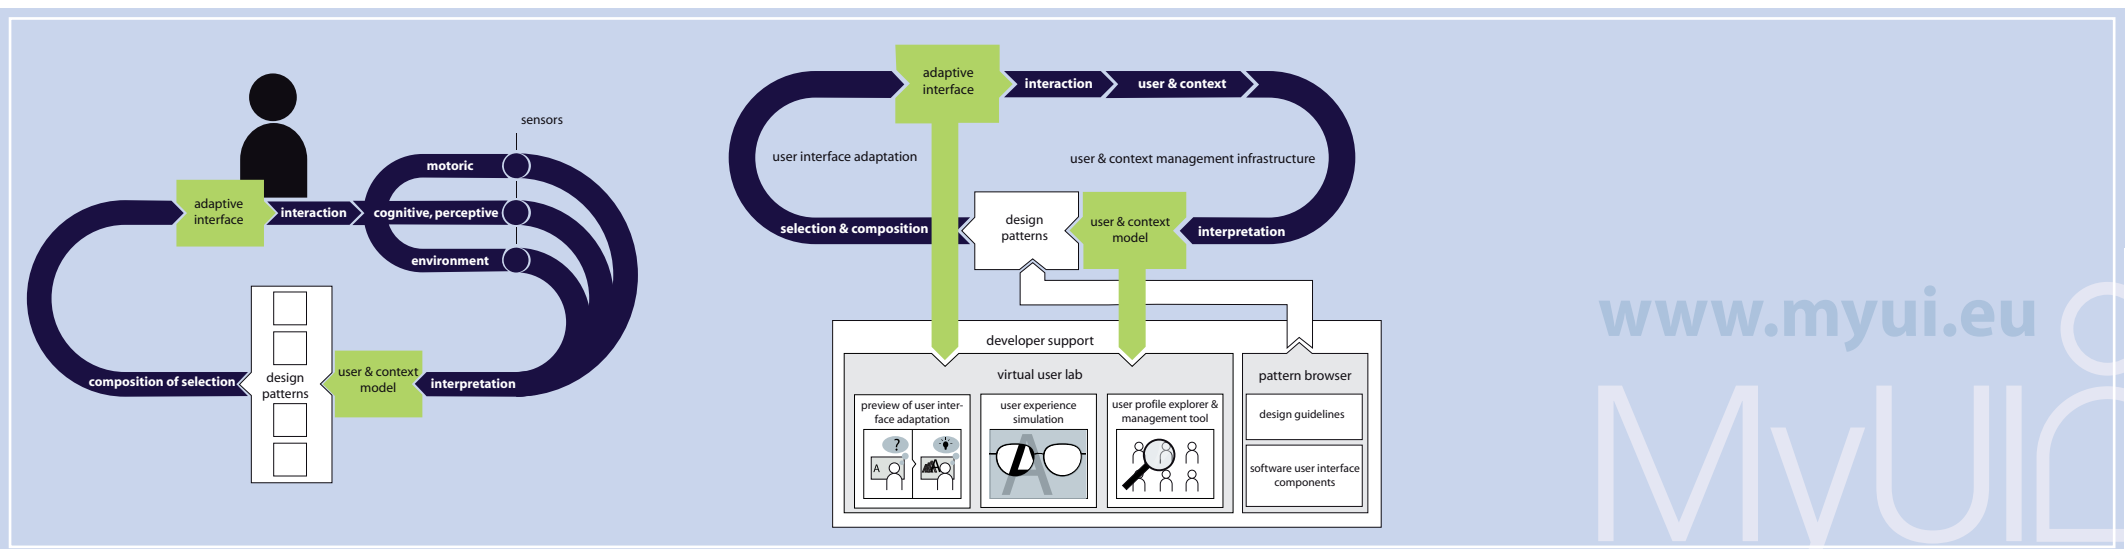 sensors
motoric
adaptive
interface
interaction
cognitive, perceptive
environment
composition of selection
design
patterns
user & context
model
interpretation
adaptive
interface
interaction
user & context
user interface adaptation
user & context management infrastructure
selection & composition
design
patterns
user & context
model
interpretation
developer support
virtual user lab
pattern browser
preview of user inter-
face adaptation
?
A
A
user experience
simulation
A
user profile explorer &
management tool
design guidelines
software user interface
components
www.myui.eu
MyUI